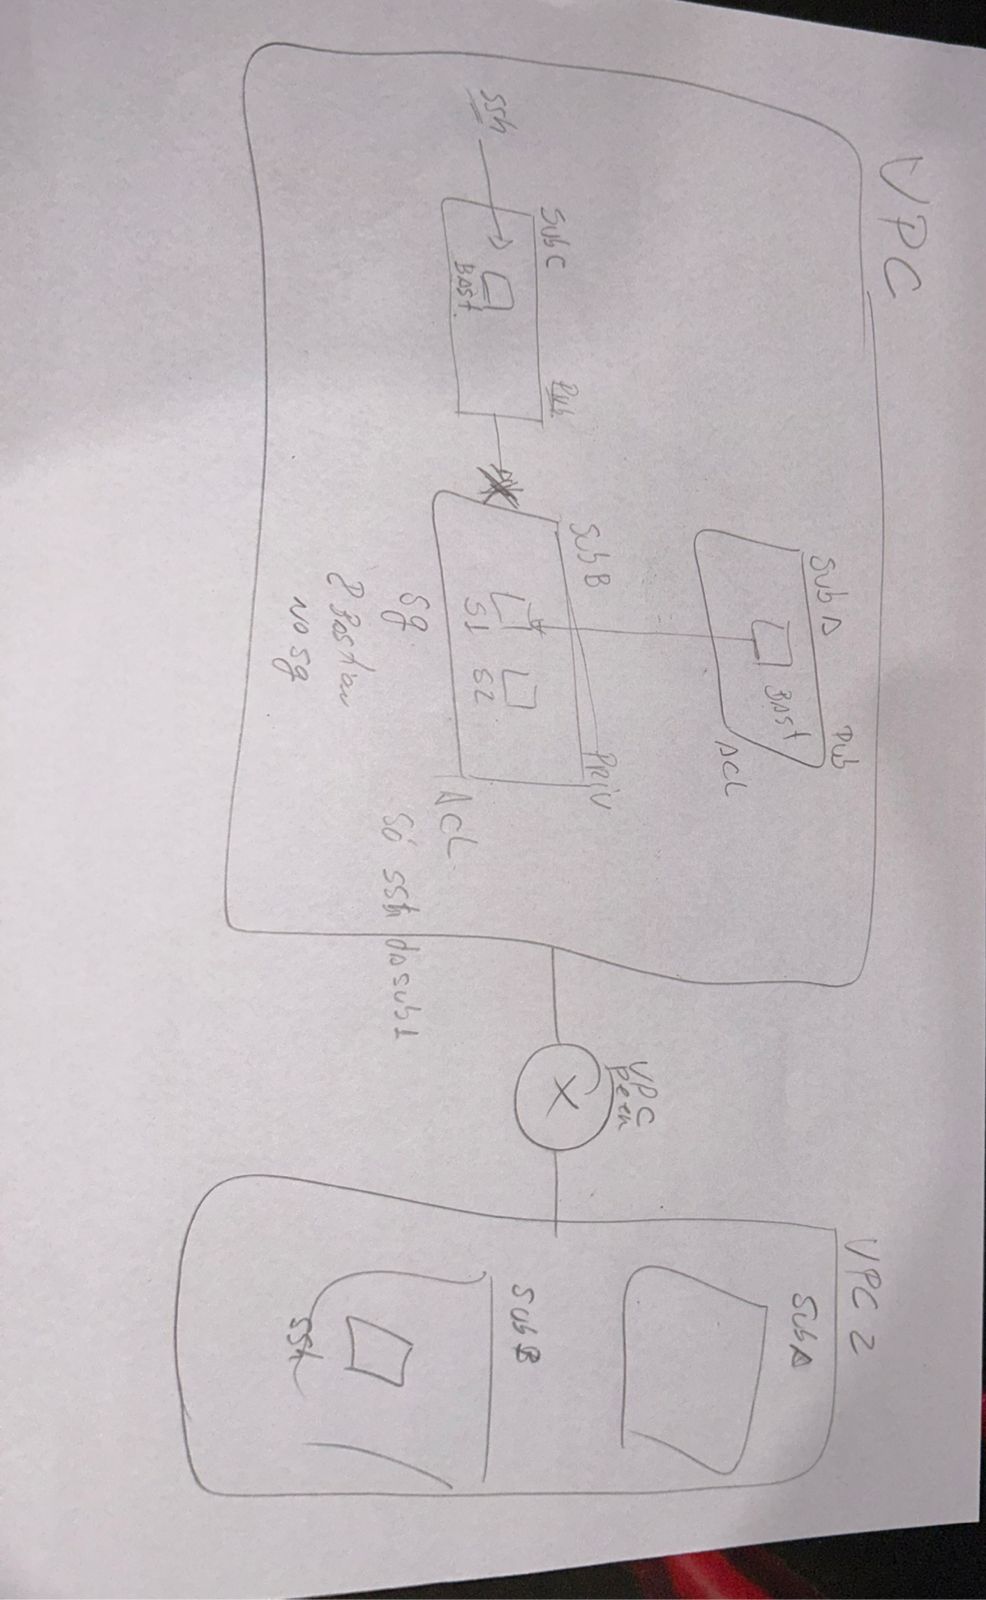 VPC
Sub A
Pub
BAST
ACL
SSh
Sub C
Pub
BAST
Sub B
PRIV
S1
S2
ACL
Sg
2 Bastion
NO Sg
Só SSh da sub1
VPC
Peer
VPC 2
Sub A
Sub B
SSh